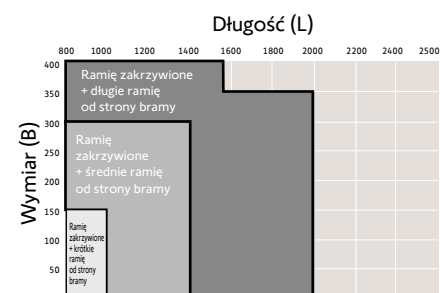 Długość (L)
800 1000 1200 1400 1600 1800 2000 2200 2400 2500
Wymiar (B)
400
350
300
250
200
150
100
50
Ramię zakrzywione
+ długie ramię
od strony bramy
Ramię
zakrzywione
+ średnie ramię
od strony bramy
Ramię
zakrzywione
+ krótkie
ramię
od strony
bramy